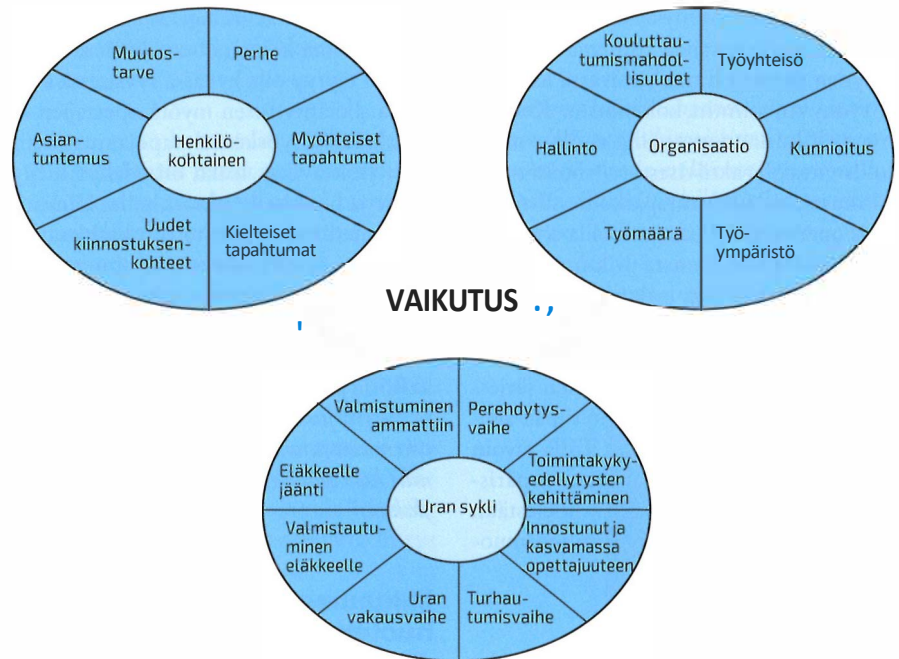 Muutos-
tarve
Perhe
Asian-
tuntemus
Henkilö-
kohtainen
Myönteiset
tapahtumat
Uudet
kiinnostuksen-
kohteet
Kielteiset
tapahtumat
Kouluttau-
tumismahdol-
lisuudet
Työyhteisö
Hallinto
Organisaatio
Kunnioitus
Työmäärä
Työ-
ympäristö
VAIKUTUS . ,
'
Valmistuminen
ammattiin
Perehdytys-
vaihe
Eläkkeelle
jäänti
Uran sykli
Toimintakyky-
edellytysten
kehittäminen
Valmistautu-
minen
eläkkeelle
Innostunut ja
kasvamassa
opettajuuteen
Uran
vakausvaihe
Turhau-
tumisvaihe